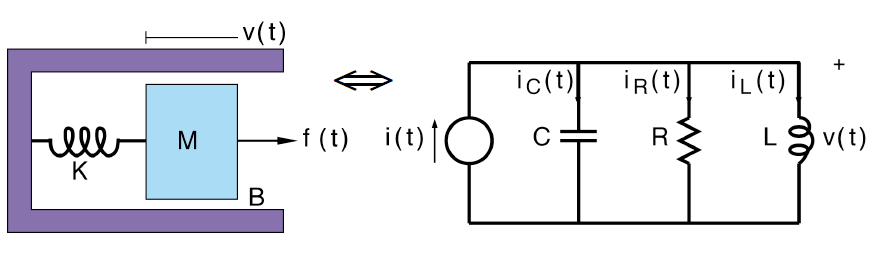 v(t)
K
M
f(t)
B
i(t)
i_C(t)
C
i_R(t)
R
i_L(t)
L
+
v(t)